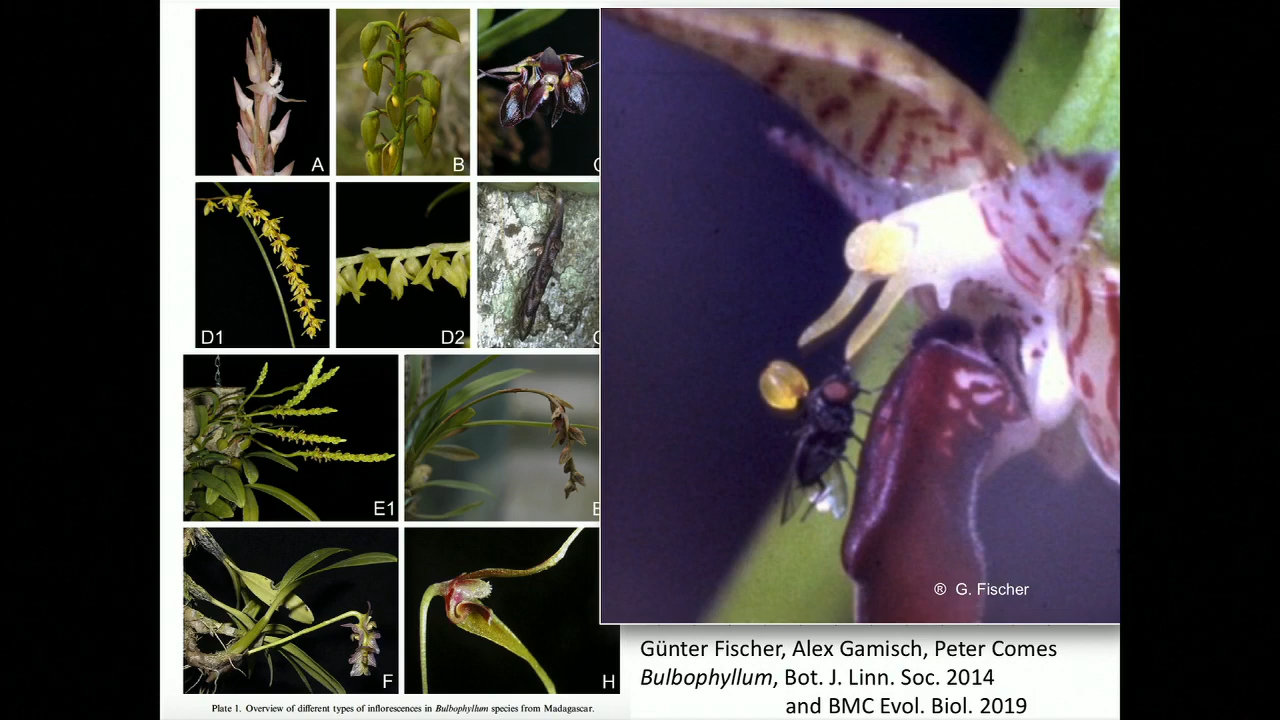 A
B
C
D1
D2
E1
F
H
® G. Fischer
Günter Fischer, Alex Gamisch, Peter Comes
Bulbophyllum, Bot. J. Linn. Soc. 2014
and BMC Evol. Biol. 2019
Plate 1. Overview of different types of inflorescences in Bulbophyllum species from Madagascar.